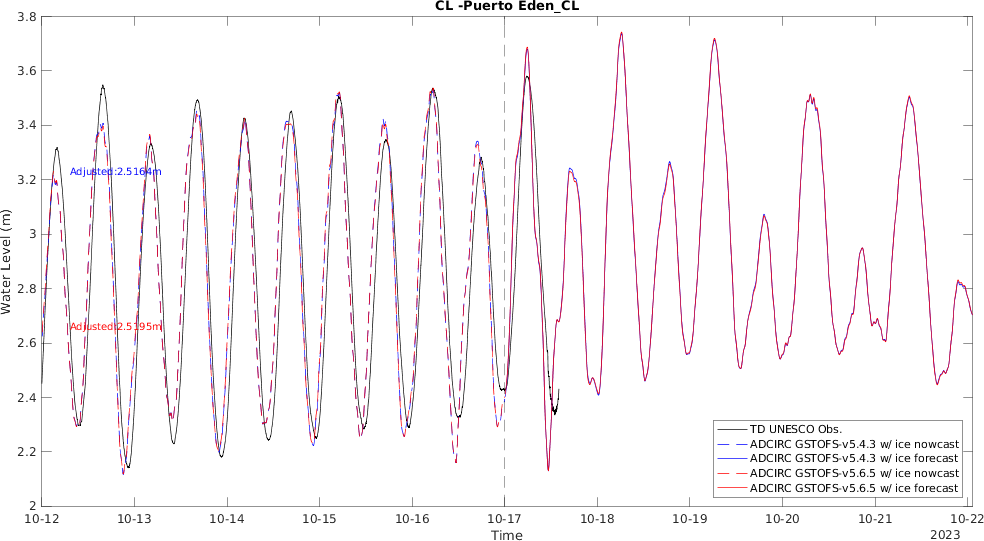 CL -Puerto Eden_CL
3.8
3.6
3.4
3.2
3
2.8
2.6
2.4
2.2
2
Water Level (m)
Adjusted:2.5164m
Adjusted:2.5195m
TD UNESCO Obs.
ADCIRC GSTOFS-v5.4.3 w/ ice nowcast
ADCIRC GSTOFS-v5.4.3 w/ ice forecast
ADCIRC GSTOFS-v5.6.5 w/ ice nowcast
ADCIRC GSTOFS-v5.6.5 w/ ice forecast
10-12 10-13 10-14 10-15 10-16 10-17 10-18 10-19 10-20 10-21 10-22
Time
2023